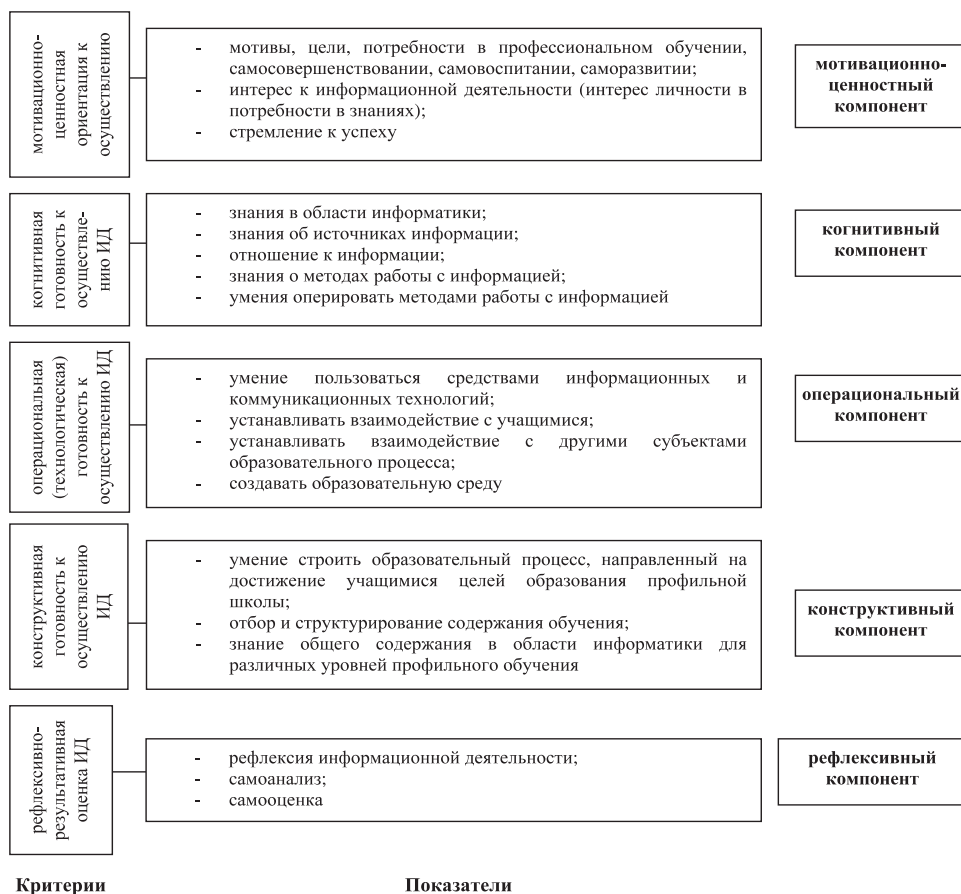 мотивационно-
ценностная
ориентация к
осуществлению
- мотивы, цели, потребности в профессиональном обучении,
самосовершенствовании, самовоспитании, саморазвитии;
- интерес к информационной деятельности (интерес личности в
потребности в знаниях);
- стремление к успеху
мотивационно-
ценностный
компонент
когнитивная
готовность к
осуществле-
нию ИД
- знания в области информатики;
- знания об источниках информации;
- отношение к информации;
- знания о методах работы с информацией;
- умения оперировать методами работы с информацией
когнитивный
компонент
операциональная
(технологическая)
готовность к
осуществлению ИД
- умение пользоваться средствами информационных и
коммуникационных технологий;
- устанавливать взаимодействие с учащимися;
- устанавливать взаимодействие с другими субъектами
образовательного процесса;
- создавать образовательную среду
операциональный
компонент
конструктивная
готовность к
осуществлению
ИД
- умение строить образовательный процесс, направленный на
достижение учащимися целей образования профильной
школы;
- отбор и структурирование содержания обучения;
- знание общего содержания в области информатики для
различных уровней профильного обучения
конструктивный
компонент
рефлексивно-
результативная
оценка ИД
- рефлексия информационной деятельности;
- самоанализ;
- самооценка
рефлексивный
компонент
Критерии
Показатели